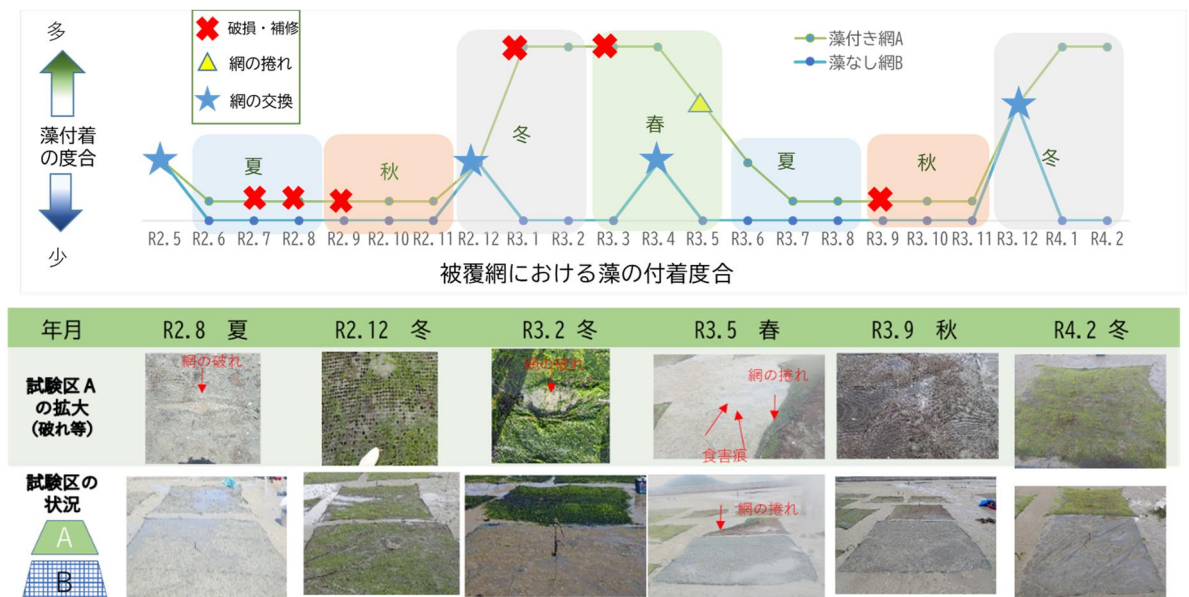 多
破損・補修
網の捲れ
網の交換
藻付き網A
藻なし網B
藻付着
の度合
少
夏
秋
冬
春
夏
秋
冬
R2.5 R2.6 R2.7 R2.8 R2.9 R2.10 R2.11 R2.12 R3.1 R3.2 R3.3 R3.4 R3.5 R3.6 R3.7 R3.8 R3.9 R3.10 R3.11 R3.12 R4.1 R4.2
被覆網における藻の付着度合
年月 R2.8 夏 R2.12 冬 R3.2 冬 R3.5 春 R3.9 秋 R4.2 冬
試験区A
の拡大
(破れ等)
網の破れ
網の破れ
網の捲れ
食害痕
試験区の
状況
A
B
網の捲れ